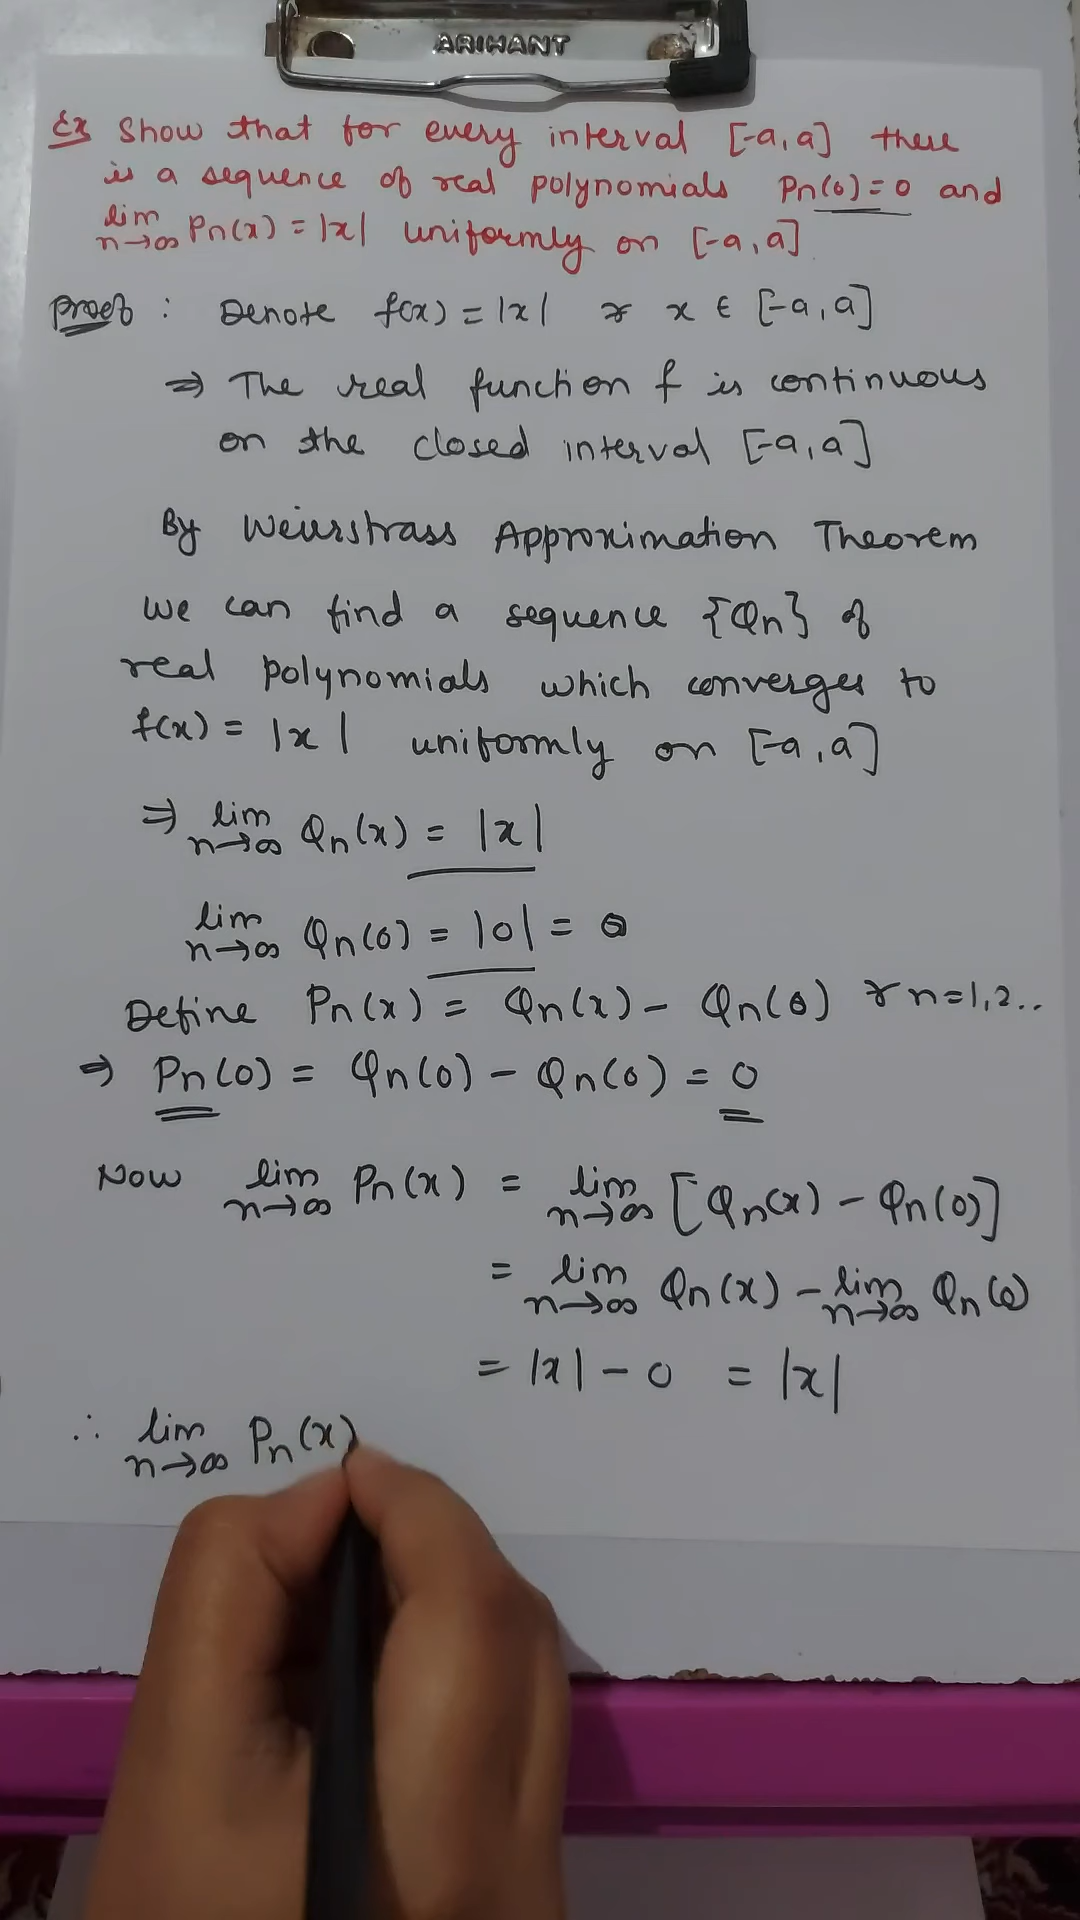 ARIHANT
Ex Show that for every interval [-a,a] there
is a sequence of real polynomials Pn(0)=0 and
lim n→∞ Pn(x) = |x| uniformly on [-a,a]
Proof : Denote f(x) = |x| ∀ x ∈ [-a,a]
⇒ The real function f is continuous
on the closed interval [-a,a]
By Weierstrass Approximation Theorem
we can find a sequence {Qn} of
real polynomials which converges to
f(x) = |x| uniformly on [-a,a]
⇒ lim n→∞ Qn(x) = |x|
lim n→∞ Qn(0) = |0| = 0
Define Pn(x) = Qn(x) - Qn(0) ∀ n=1,2..
⇒ Pn(0) = Qn(0) - Qn(0) = 0
Now lim n→∞ Pn(x) = lim n→∞ [Qn(x) - Qn(0)]
= lim n→∞ Qn(x) - lim n→∞ Qn(0)
= |x| - 0 = |x|
∴ lim n→∞ Pn(x)